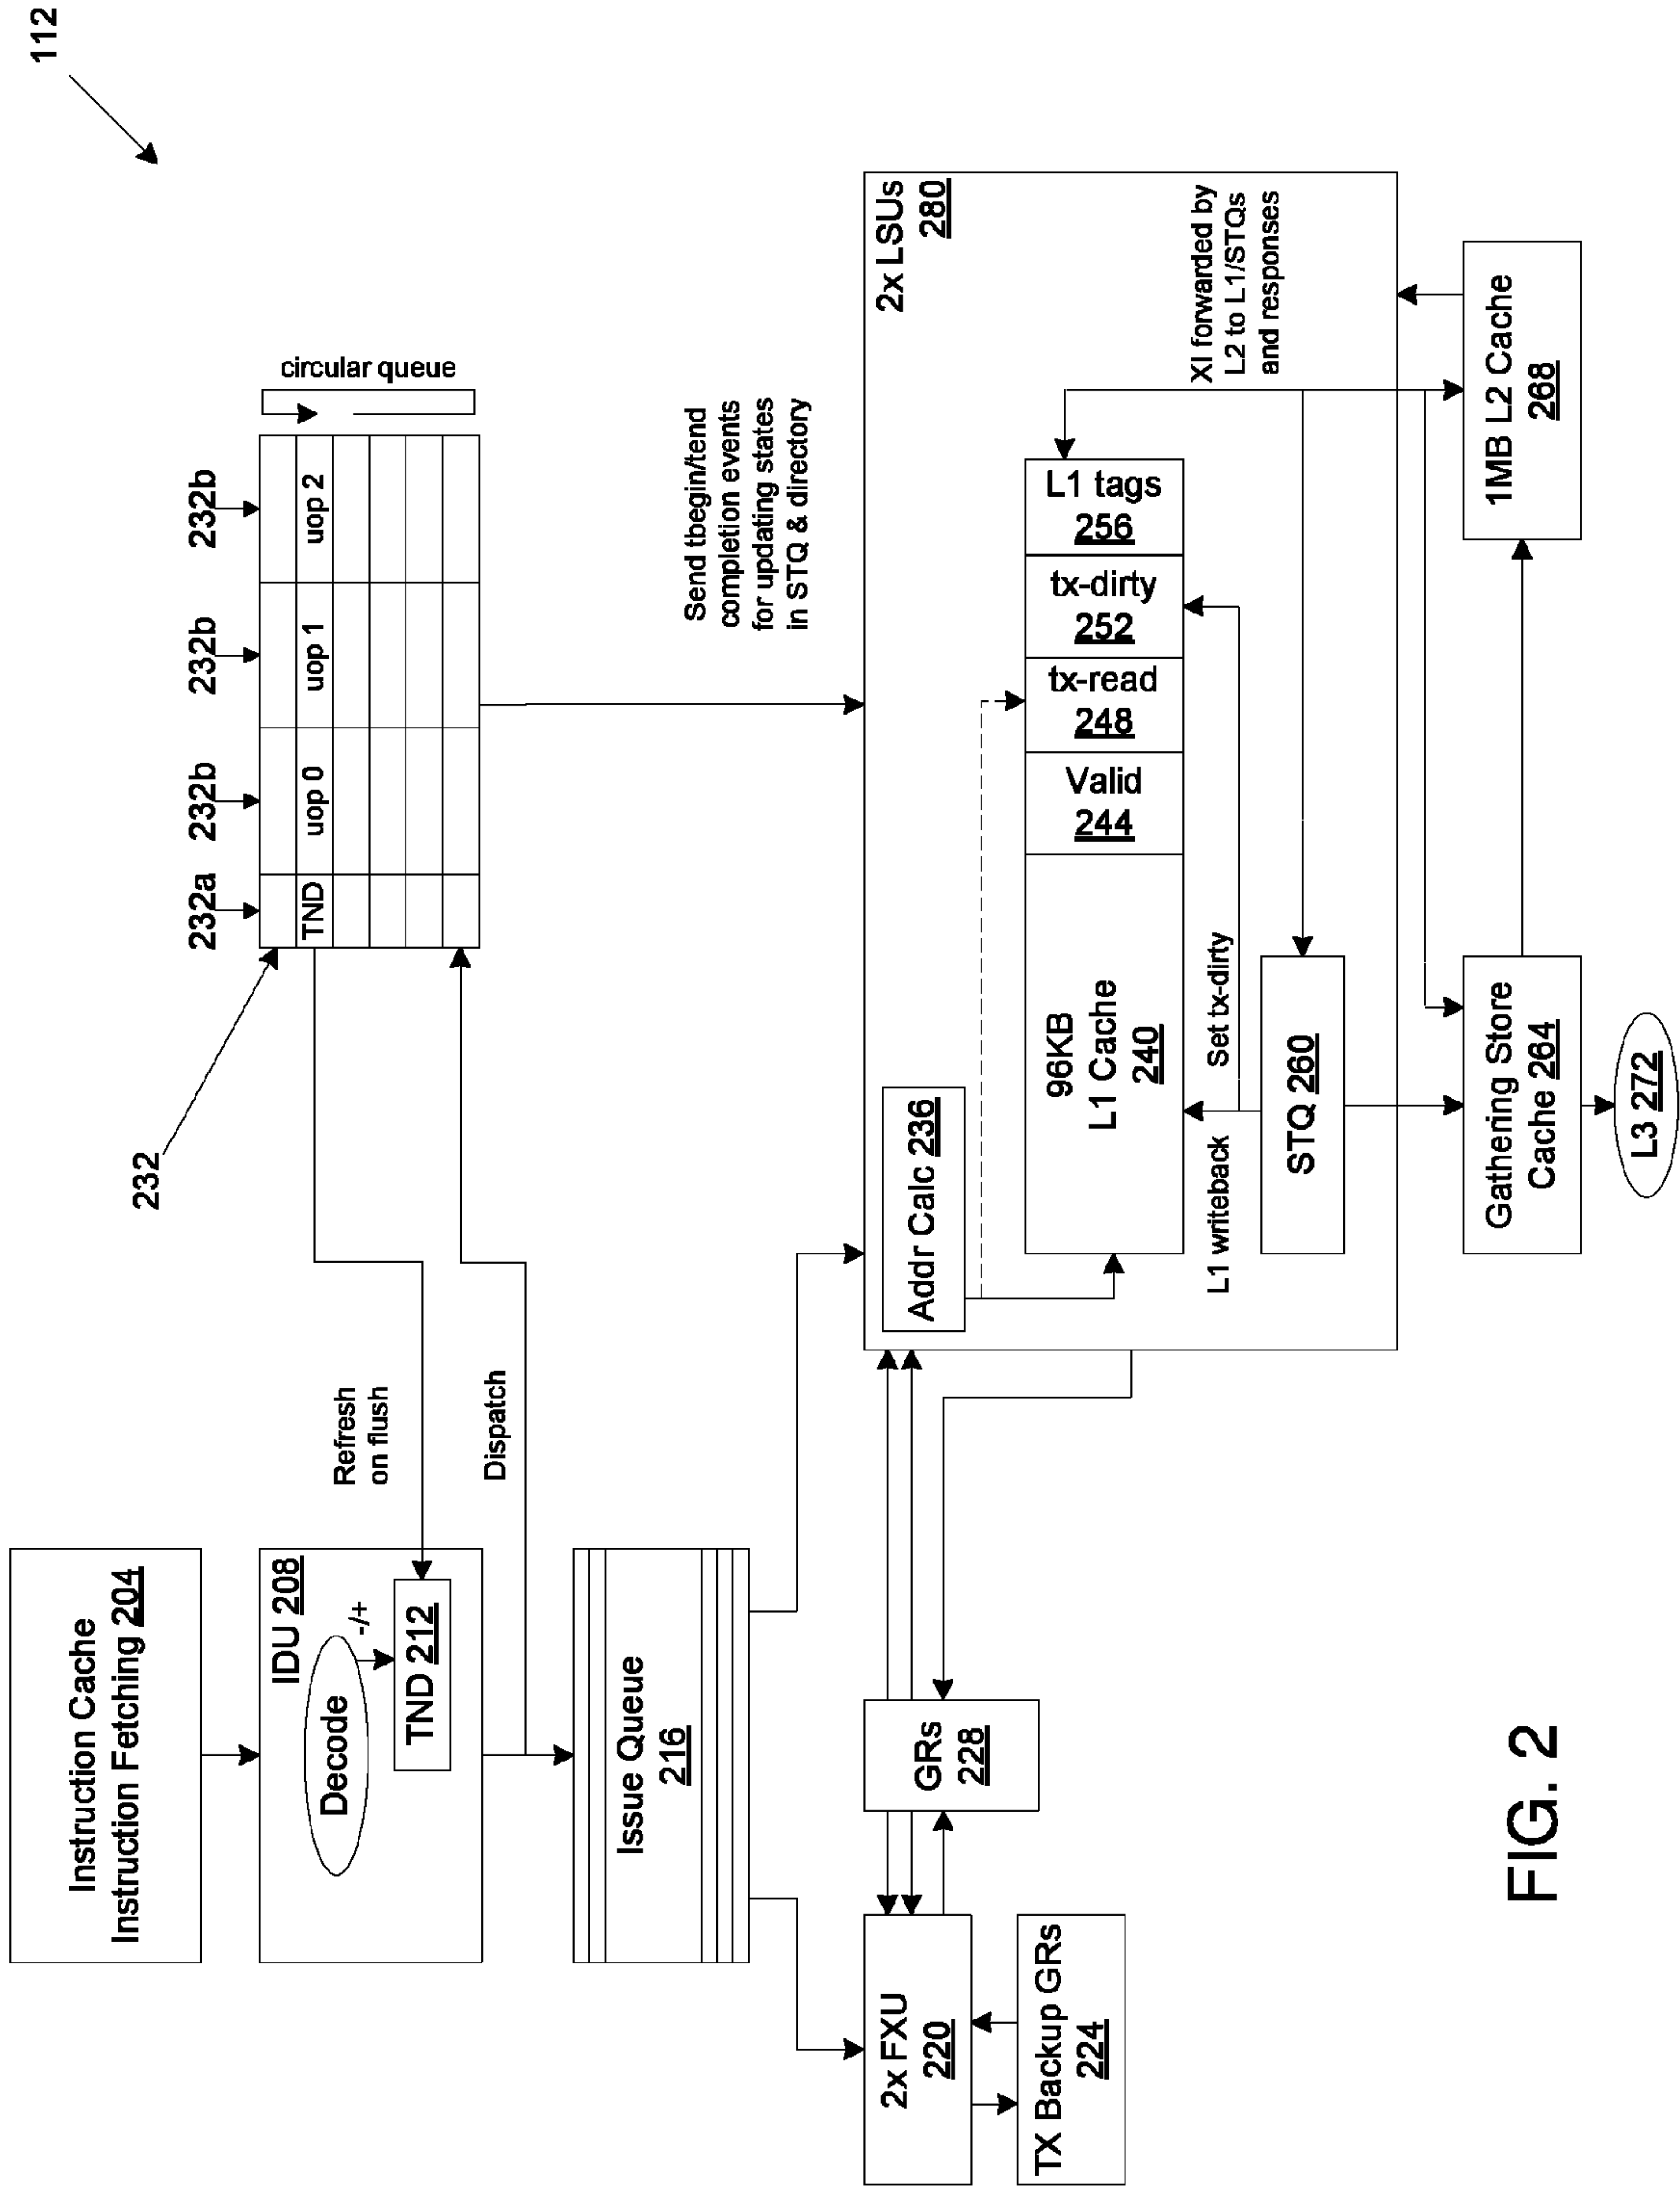 112
Instruction Cache
Instruction Fetching 204
IDU 208
Decode
-/+
TND 212
Refresh
on flush
Dispatch
232
232a
232b
232b
232b
TND
uop 0
uop 1
uop 2
circular queue
Issue Queue
216
Send tbegin/tend
completion events
for updating states
in STQ & directory
2x FXU
220
TX Backup GRs
224
GRs
228
2x LSUs
280
Addr Calc 236
96KB
L1 Cache
240
Valid
244
tx-read
248
tx-dirty
252
L1 tags
256
L1 writeback
Set tx-dirty
XI forwarded by
L2 to L1/STQs
and responses
STQ 260
Gathering Store
Cache 264
1MB L2 Cache
268
L3 272
FIG. 2